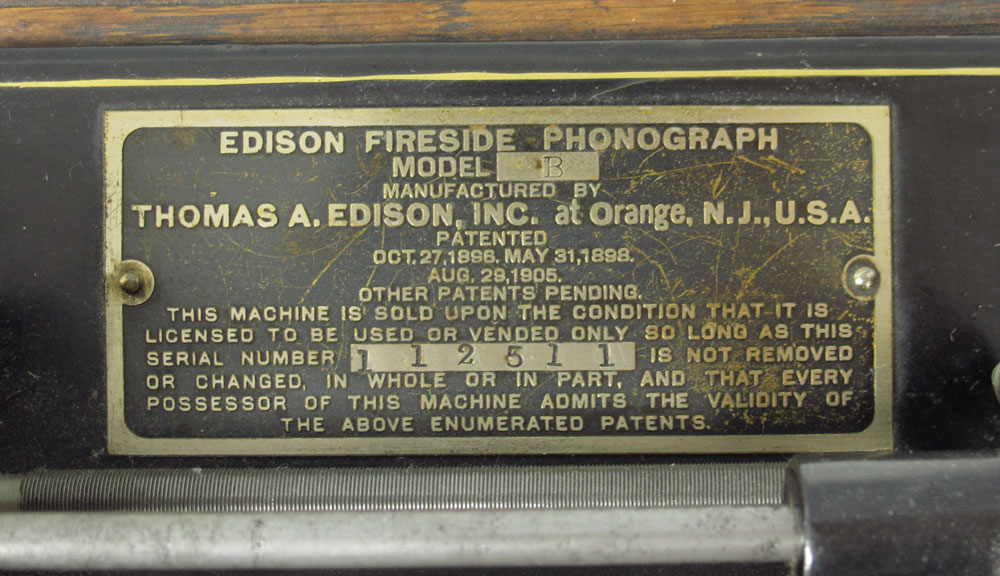 EDISON FIRESIDE PHONOGRAPH
MODEL B
MANUFACTURED BY
THOMAS A. EDISON, INC. at Orange, N.J., U.S.A.
PATENTED
OCT. 27, 1896. MAY 31, 1898.
AUG. 29, 1905.
OTHER PATENTS PENDING.
THIS MACHINE IS SOLD UPON THE CONDITION THAT IT IS
LICENSED TO BE USED OR VENDED ONLY SO LONG AS THIS
SERIAL NUMBER 112511 IS NOT REMOVED
OR CHANGED, IN WHOLE OR IN PART, AND THAT EVERY
POSSESSOR OF THIS MACHINE ADMITS THE VALIDITY OF
THE ABOVE ENUMERATED PATENTS.